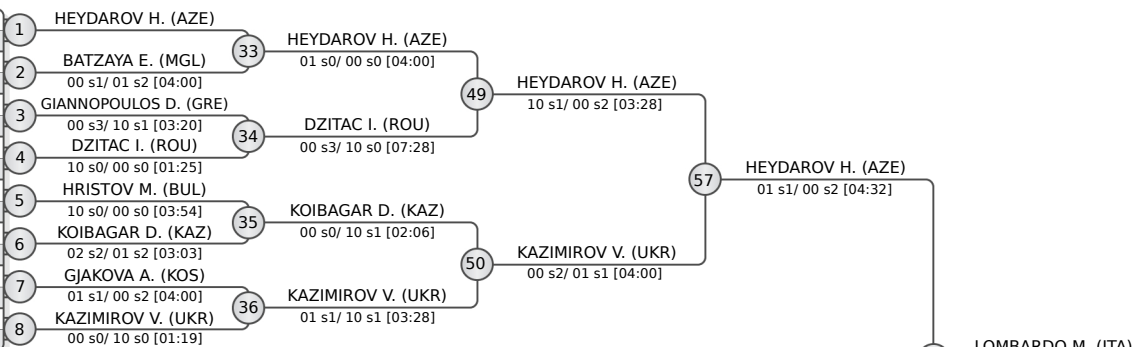 1
HEYDAROV H. (AZE)
2
BATZAYA E. (MGL)
00 s1/ 01 s2 [04:00]
3
GIANNOPOULOS D. (GRE)
00 s3/ 10 s1 [03:20]
4
DZITAC I. (ROU)
10 s0/ 00 s0 [01:25]
5
HRISTOV M. (BUL)
10 s0/ 00 s0 [03:54]
6
KOIBAGAR D. (KAZ)
02 s2/ 01 s2 [03:03]
7
GJAKOVA A. (KOS)
01 s1/ 00 s2 [04:00]
8
KAZIMIROV V. (UKR)
00 s0/ 10 s0 [01:19]
33
HEYDAROV H. (AZE)
01 s0/ 00 s0 [04:00]
34
DZITAC I. (ROU)
00 s3/ 10 s0 [07:28]
35
KOIBAGAR D. (KAZ)
00 s0/ 10 s1 [02:06]
36
KAZIMIROV V. (UKR)
01 s1/ 10 s1 [03:28]
49
HEYDAROV H. (AZE)
10 s1/ 00 s2 [03:28]
50
KAZIMIROV V. (UKR)
00 s2/ 01 s1 [04:00]
57
HEYDAROV H. (AZE)
01 s1/ 00 s2 [04:32]
LOMBARDO M. (ITA)